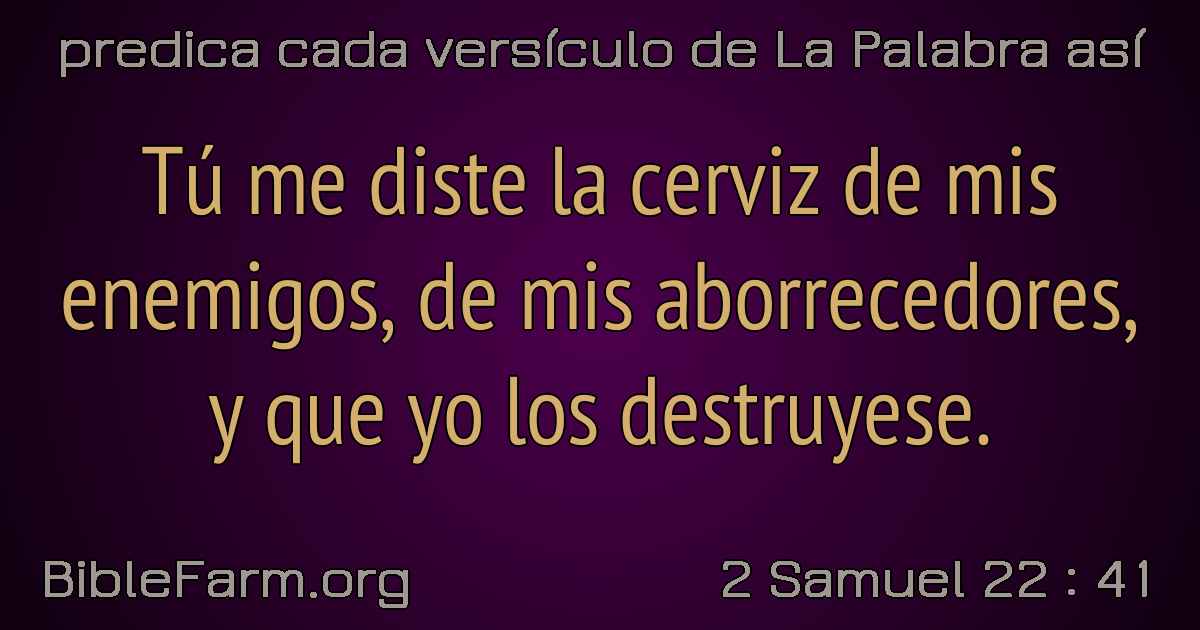 predica cada versículo de La Palabra así
Tú me diste la cerviz de mis
enemigos, de mis aborrecedores,
y que yo los destruyese.
BibleFarm.org
2 Samuel 22 : 41